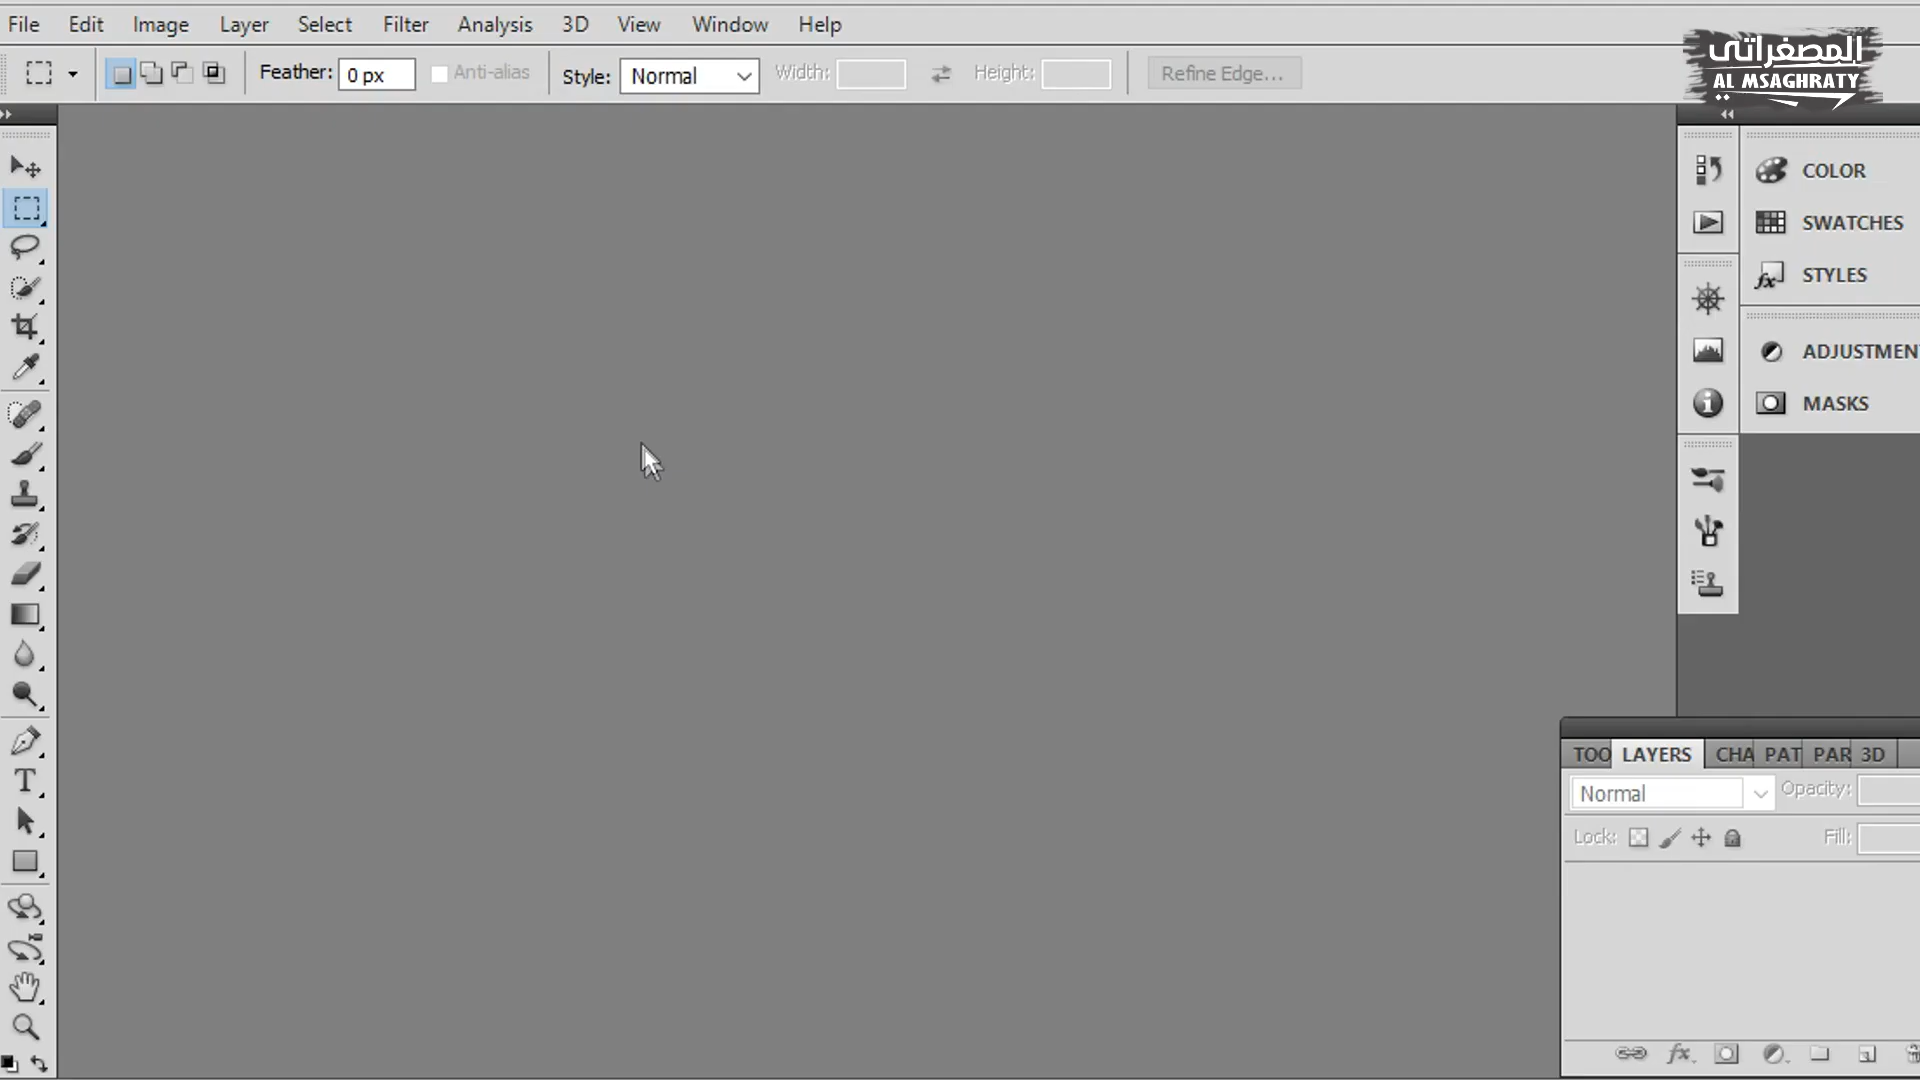 File Edit Image Layer Select Filter Analysis 3D View Window Help
المصغراتي
AL MSAGHRATY
Feather: 0 px Anti-alias Style: Normal Width: Height: Refine Edge...
COLOR
SWATCHES
STYLES
ADJUSTMEN
MASKS
TOO LAYERS CHA PAT PAR 3D
Normal Opacity:
Lock: Fill: